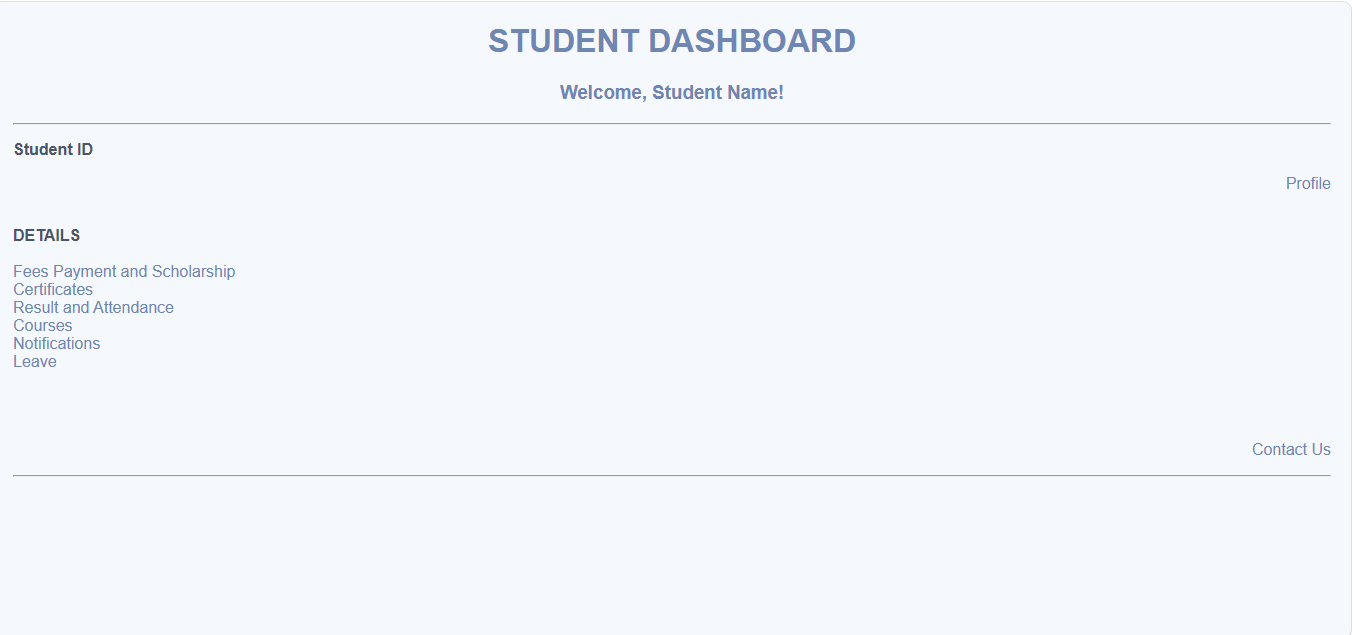 STUDENT DASHBOARD
Welcome, Student Name!
Student ID
Profile
DETAILS
Fees Payment and Scholarship
Certificates
Result and Attendance
Courses
Notifications
Leave
Contact Us